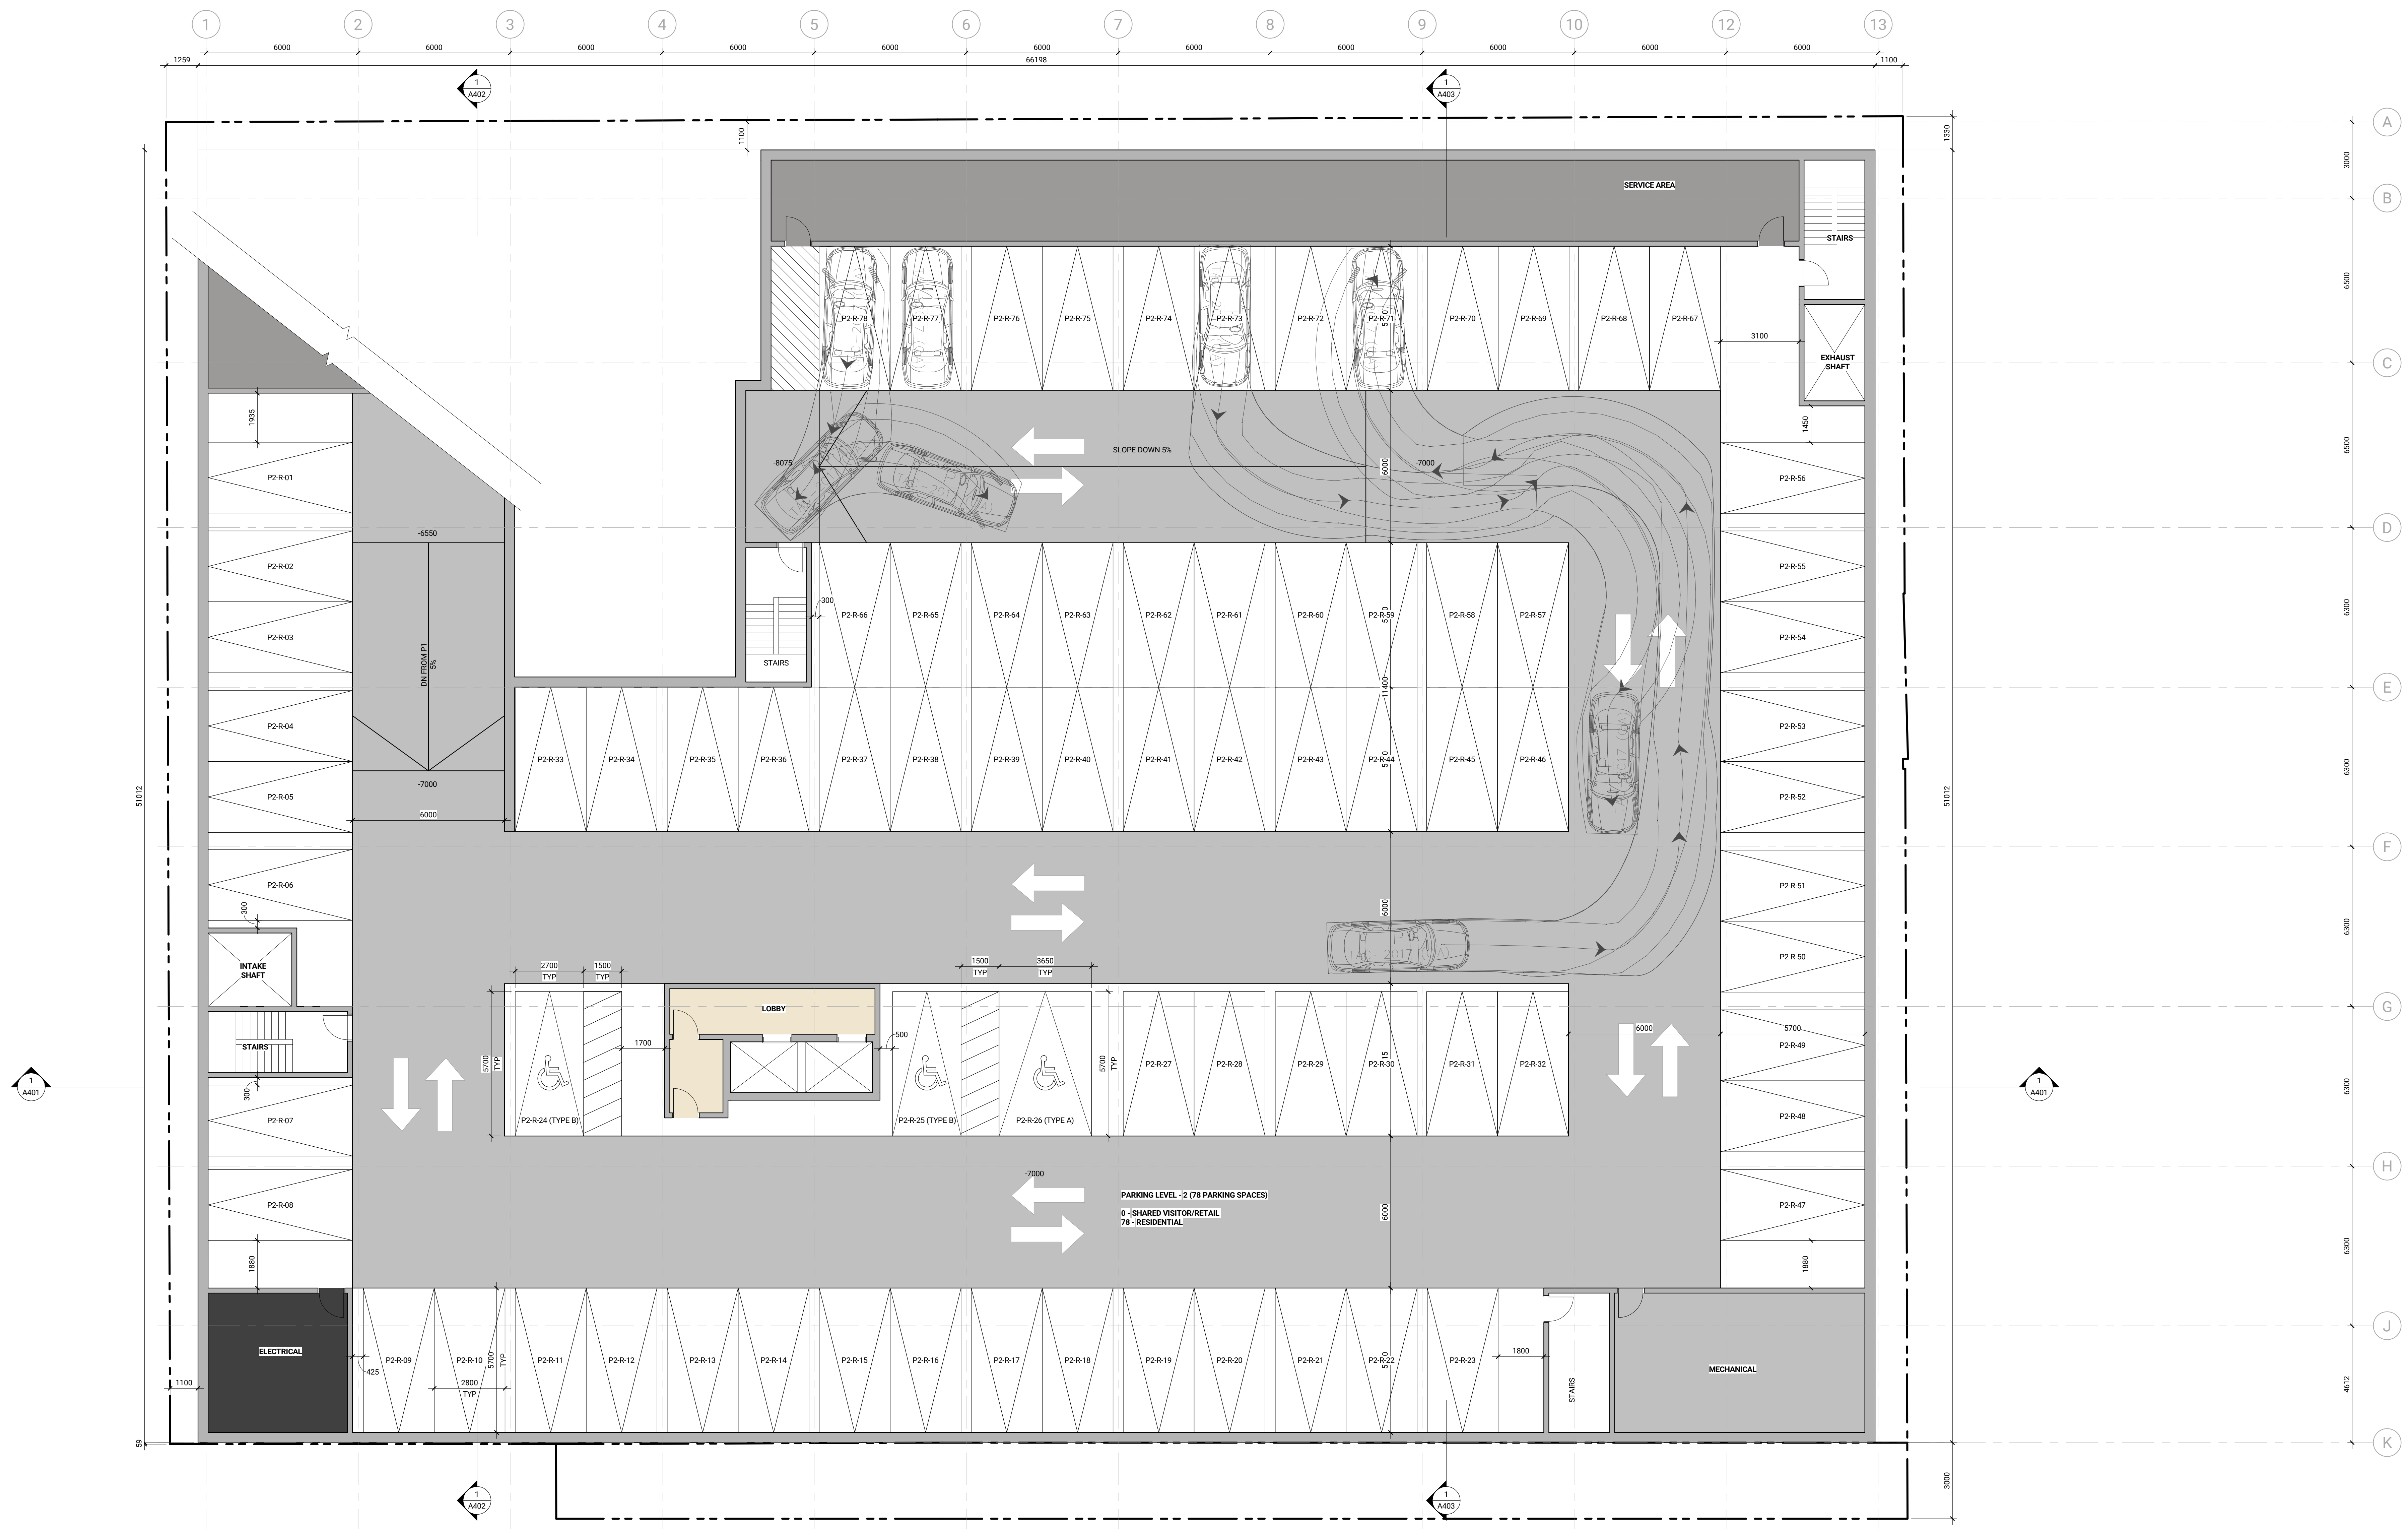 1 2 3 4 5 6 7 8 9 10 12 13
6000 6000 6000 6000 6000 6000 6000 6000 6000 6000 6000
1259 66198 1100
1
A402
1
A403
A
1100
1330
3000
SERVICE AREA
B
STAIRS
6500
P2-R-78 P2-R-77 P2-R-76 P2-R-75 P2-R-74 P2-R-73 P2-R-72 P2-R-71 P2-R-70 P2-R-69 P2-R-68 P2-R-67
3100
EXHAUST
SHAFT
C
1935
1450
6500
SLOPE DOWN 5%
-8075
-7000
6000
P2-R-01
P2-R-56
D
-6550
P2-R-02
P2-R-55
6300
300
P2-R-66 P2-R-65 P2-R-64 P2-R-63 P2-R-62 P2-R-61 P2-R-60 P2-R-59 P2-R-58 P2-R-57
P2-R-03
P2-R-54
DN FROM P1
5%
STAIRS
11400
E
P2-R-04
P2-R-53
P2-R-33 P2-R-34 P2-R-35 P2-R-36 P2-R-37 P2-R-38 P2-R-39 P2-R-40 P2-R-41 P2-R-42 P2-R-43 P2-R-44 P2-R-45 P2-R-46
6300
-7000
P2-R-05
P2-R-52
51012
51012
6000
F
P2-R-06
P2-R-51
300
6000
6300
INTAKE
SHAFT
2700
TYP
1500
TYP
1500
TYP
3650
TYP
P2-R-50
G
LOBBY
6000 5700
500
1700
STAIRS
P2-R-49
5700
TYP
5700
TYP
P2-R-27 P2-R-28 P2-R-29 P2-R-30 P2-R-31 P2-R-32
6300
1
A401
1
A401
300
P2-R-07
P2-R-24 (TYPE B)
P2-R-25 (TYPE B)
P2-R-26 (TYPE A)
P2-R-48
H
-7000
PARKING LEVEL - 2 (78 PARKING SPACES)
0 - SHARED VISITOR/RETAIL
78 - RESIDENTIAL
P2-R-08
P2-R-47
6000
1880
1880
6300
J
ELECTRICAL
P2-R-09 P2-R-10 P2-R-11 P2-R-12 P2-R-13 P2-R-14 P2-R-15 P2-R-16 P2-R-17 P2-R-18 P2-R-19 P2-R-20 P2-R-21 P2-R-22 P2-R-23
5700
TYP
1800
STAIRS
MECHANICAL
425
1100
2800
TYP
4612
59
K
1
A402
1
A403
3000